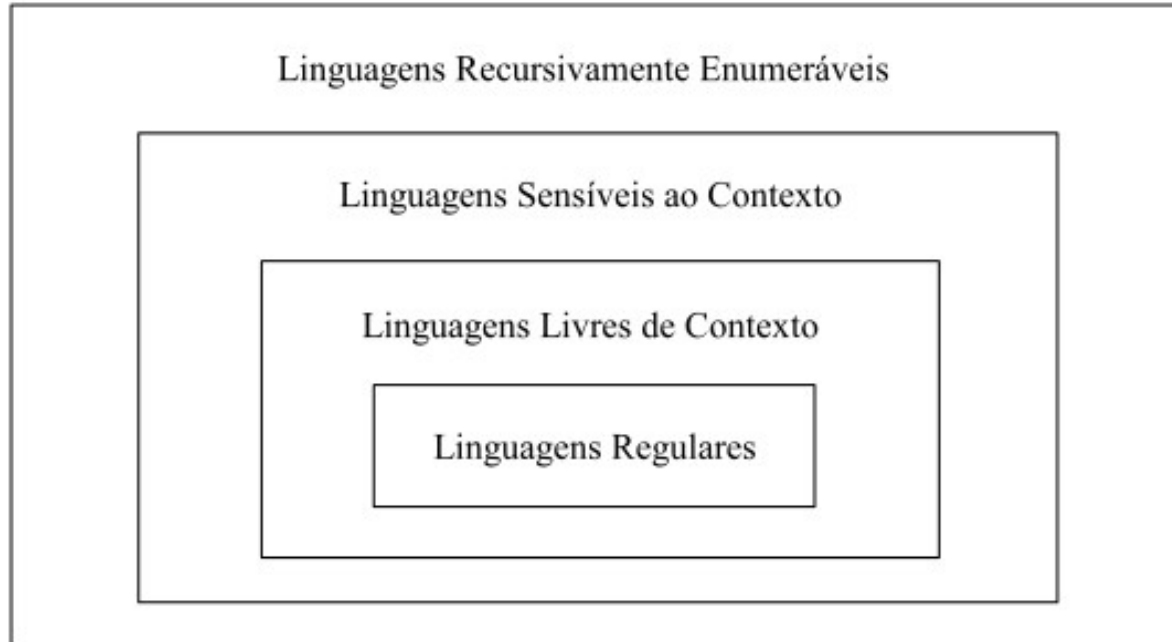 Linguagens Recursivamente Enumeráveis
Linguagens Sensíveis ao Contexto
Linguagens Livres de Contexto
Linguagens Regulares